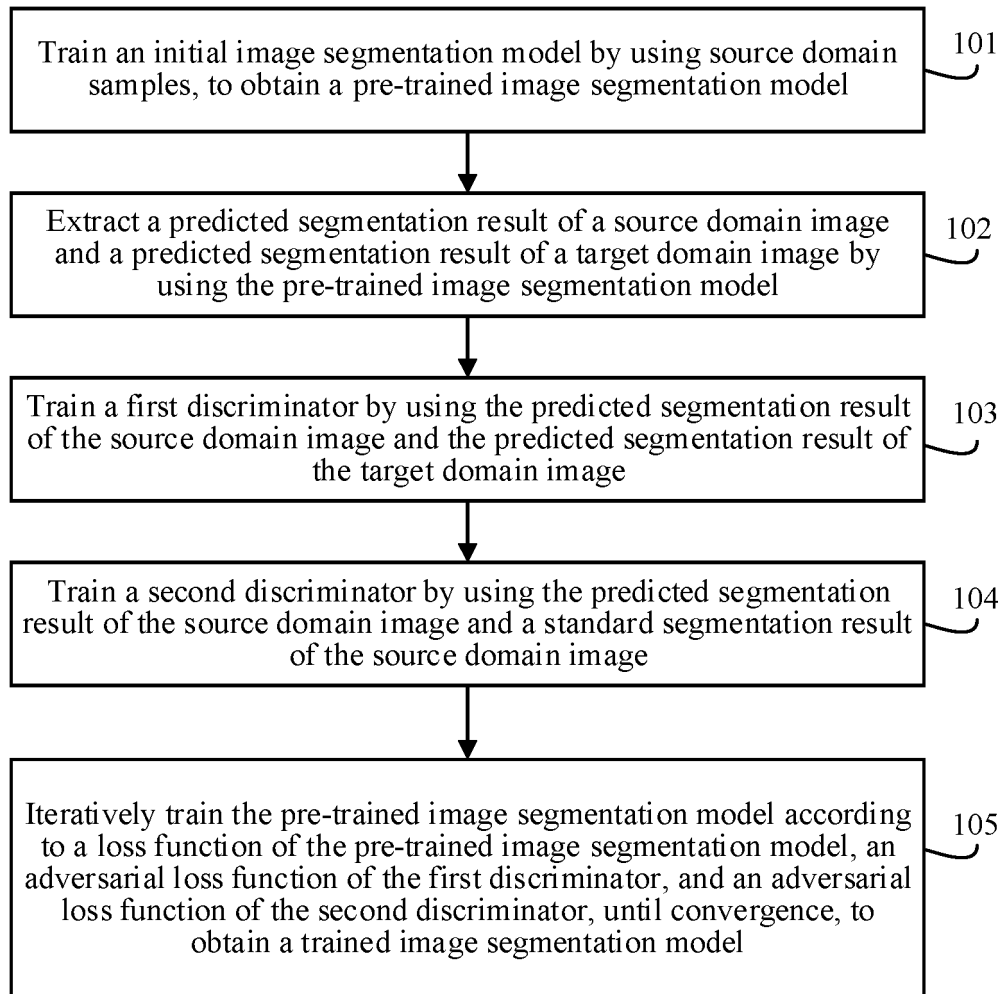 Train an initial image segmentation model by using source domain
samples, to obtain a pre-trained image segmentation model
101
Extract a predicted segmentation result of a source domain image
and a predicted segmentation result of a target domain image by
using the pre-trained image segmentation model
102
Train a first discriminator by using the predicted segmentation result
of the source domain image and the predicted segmentation result of
the target domain image
103
Train a second discriminator by using the predicted segmentation
result of the source domain image and a standard segmentation result
of the source domain image
104
Iteratively train the pre-trained image segmentation model according
to a loss function of the pre-trained image segmentation model, an
adversarial loss function of the first discriminator, and an adversarial
loss function of the second discriminator, until convergence, to
obtain a trained image segmentation model
105